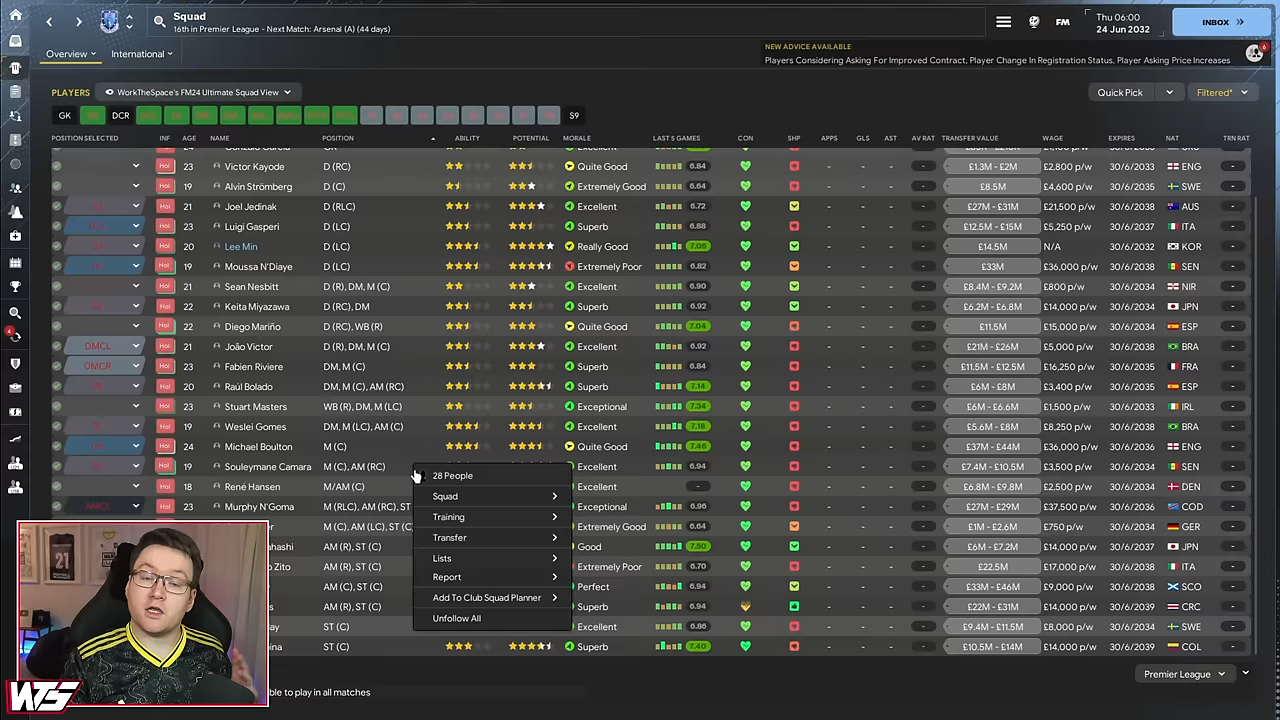 Squad
16th in Premier League - Next Match: Arsenal (A) (44 days)
FM
Thu 06:00
24 Jun 2032
INBOX
Overview
International
NEW ADVICE AVAILABLE
Players Considering Asking For Improved Contract, Player Change In Registration Status, Player Asking Price Increases
6
PLAYERS
WorkTheSpace's FM24 Ultimate Squad View
Quick Pick
Filtered*
GK DCR S9
POSITION SELECTED INF AGE NAME POSITION ABILITY POTENTIAL MORALE LAST 5 GAMES CON SHP APPS GLS AST AV RAT TRANSFER VALUE WAGE EXPIRES NAT TRN RAT
Hol 23 Victor Kayode D (RC) Quite Good 6.84 - - - - £1.3M - £2M £2,800 p/w 30/6/2033 ENG -
Hol 19 Alvin Strömberg D (C) Extremely Good 6.64 - - - - £8.5M £4,600 p/w 30/6/2035 SWE -
Hol 21 Joel Jedinak D (RLC) Excellent 6.72 - - - - £27M - £31M £21,500 p/w 30/6/2038 AUS -
Hol 23 Luigi Gasperi D (LC) Superb 6.88 - - - - £12.5M - £15M £5,250 p/w 30/6/2037 ITA -
Hol 20 Lee Min D (LC) Really Good 7.08 - - - - £14.5M N/A 30/6/2032 KOR -
Hol 19 Moussa N'Diaye D (LC) Extremely Poor 6.82 - - - - £33M £36,000 p/w 30/6/2038 SEN -
Hol 21 Sean Nesbitt D (R), DM, M (C) Excellent 6.90 - - - - £8.4M - £9.2M £800 p/w 30/6/2034 NIR -
Hol 22 Keita Miyazawa D (RC), DM Superb 6.92 - - - - £6.2M - £6.8M £14,000 p/w 30/6/2034 JPN -
Hol 22 Diego Mariño D (RC), WB (R) Quite Good 7.04 - - - - £11.5M £15,000 p/w 30/6/2034 ESP -
DMCL Hol 21 João Victor D (R), DM, M (C) Excellent 6.92 - - - - £21M - £26M £5,000 p/w 30/6/2038 BRA -
DMCR Hol 23 Fabien Riviere DM, M (C) Superb 6.84 - - - - £11.5M - £12.5M £16,250 p/w 30/6/2034 FRA -
Hol 20 Raúl Bolado DM, M (C), AM (RC) Superb 7.14 - - - - £6M - £8M £3,400 p/w 30/6/2035 ESP -
Hol 23 Stuart Masters WB (R), DM, M (LC) Exceptional 7.34 - - - - £6M - £6.6M £1,500 p/w 30/6/2033 IRL -
Hol 19 Weslei Gomes DM, M (LC), AM (C) Excellent 7.18 - - - - £5.6M - £8M £8,250 p/w 30/6/2034 BRA -
Hol 24 Michael Boulton M (C) Quite Good 7.46 - - - - £37M - £44M £36,000 p/w 30/6/2036 ENG -
Hol 19 Souleymane Camara M (C), AM (RC) Excellent 6.94 - - - - £7.4M - £10.5M £3,500 p/w 30/6/2034 SEN -
Hol 18 René Hansen M/AM (C) Excellent - - - - - £6.8M - £9.8M £2,500 p/w 30/6/2034 DEN -
AMCL Hol 23 Murphy N'Goma M (RLC), AM (RC), ST Exceptional 6.96 - - - - £27M - £29M £37,500 p/w 30/6/2036 COD -
M (C), AM (LC), ST (C Extremely Good 6.64 - - - - £1M - £2.6M £750 p/w 30/6/2034 GER -
ahashi AM (R), ST (C) Good 7.50 - - - - £6M - £7.2M £14,000 p/w 30/6/2034 JPN -
o Zito AM (R), ST (C) Extremely Poor 6.70 - - - - £22.5M £17,000 p/w 30/6/2038 ITA -
AM (C), ST (C) Perfect 6.94 - - - - £33M - £46M £9,000 p/w 30/6/2038 SCO -
s AM (R), ST (C) Superb 6.94 - - - - £22M - £31M £14,000 p/w 30/6/2039 CRC -
ay ST (C) Excellent 6.86 - - - - £9.4M - £11.5M £8,000 p/w 30/6/2034 SWE -
ina ST (C) Superb 7.40 - - - - £10.5M - £14M £14,000 p/w 30/6/2039 COL -
28 People
Squad
Training
Transfer
Lists
Report
Add To Club Squad Planner
Unfollow All
4
21
WTS
ible to play in all matches
Premier League